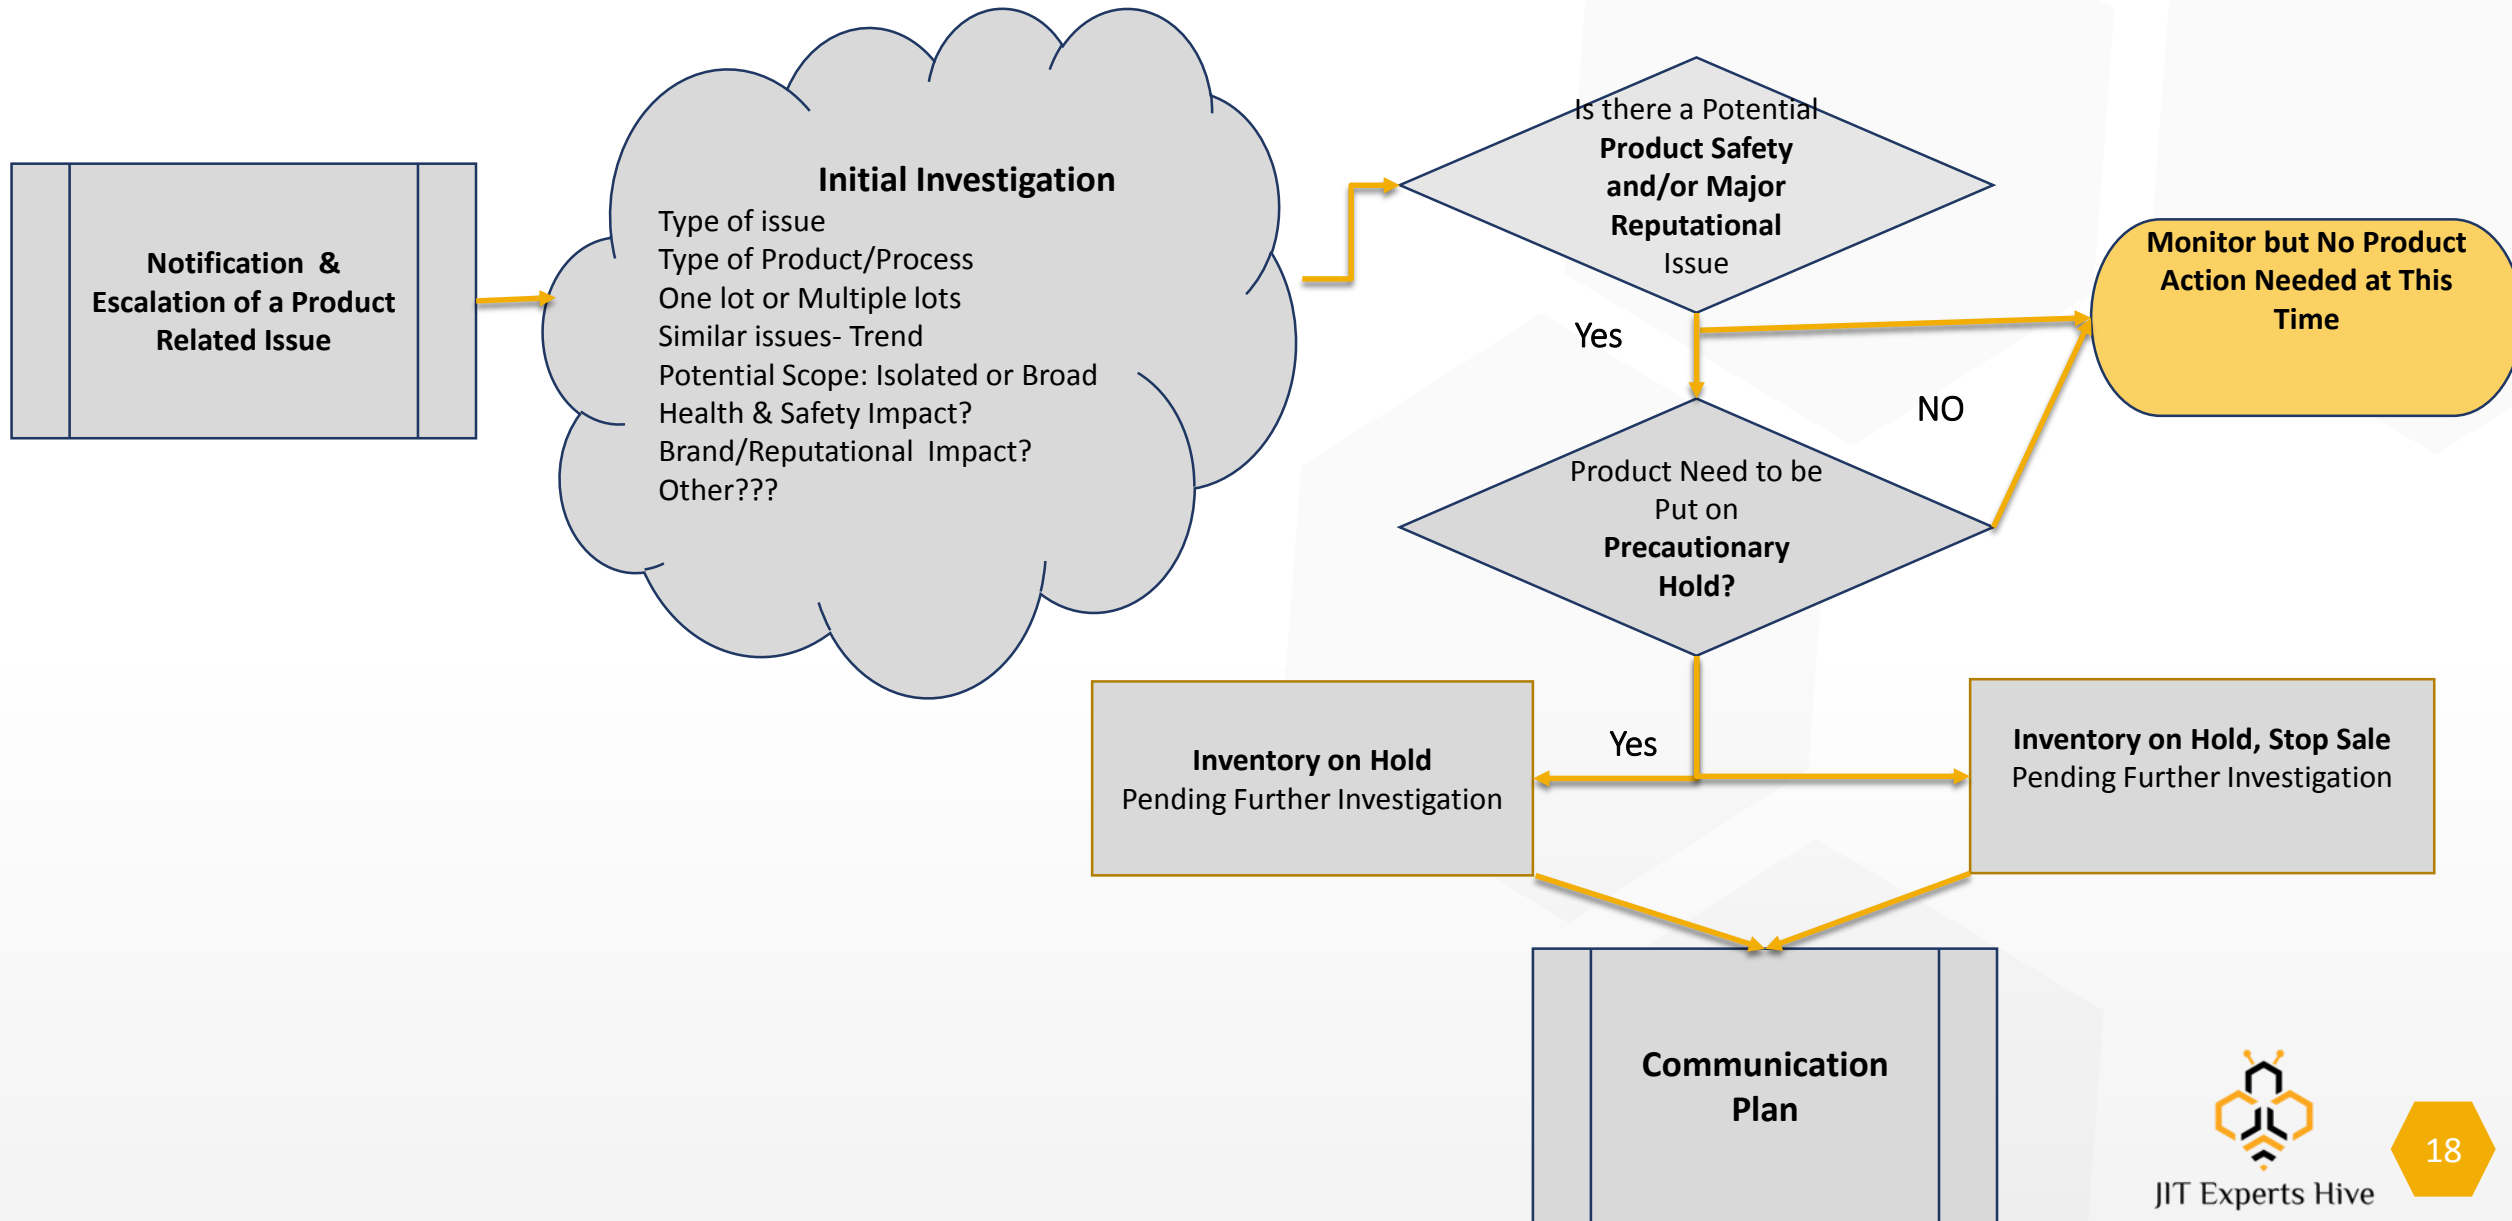 Notification &
Escalation of a Product
Related Issue
Initial Investigation
Type of issue
Type of Product/Process
One lot or Multiple lots
Similar issues- Trend
Potential Scope: Isolated or Broad
Health & Safety Impact?
Brand/Reputational Impact?
Other???
Is there a Potential
Product Safety
and/or Major
Reputational
Issue
Monitor but No Product
Action Needed at This
Time
Yes
NO
Product Need to be
Put on
Precautionary
Hold?
Yes
Inventory on Hold
Pending Further Investigation
Inventory on Hold, Stop Sale
Pending Further Investigation
Communication
Plan
JIT Experts Hive
18